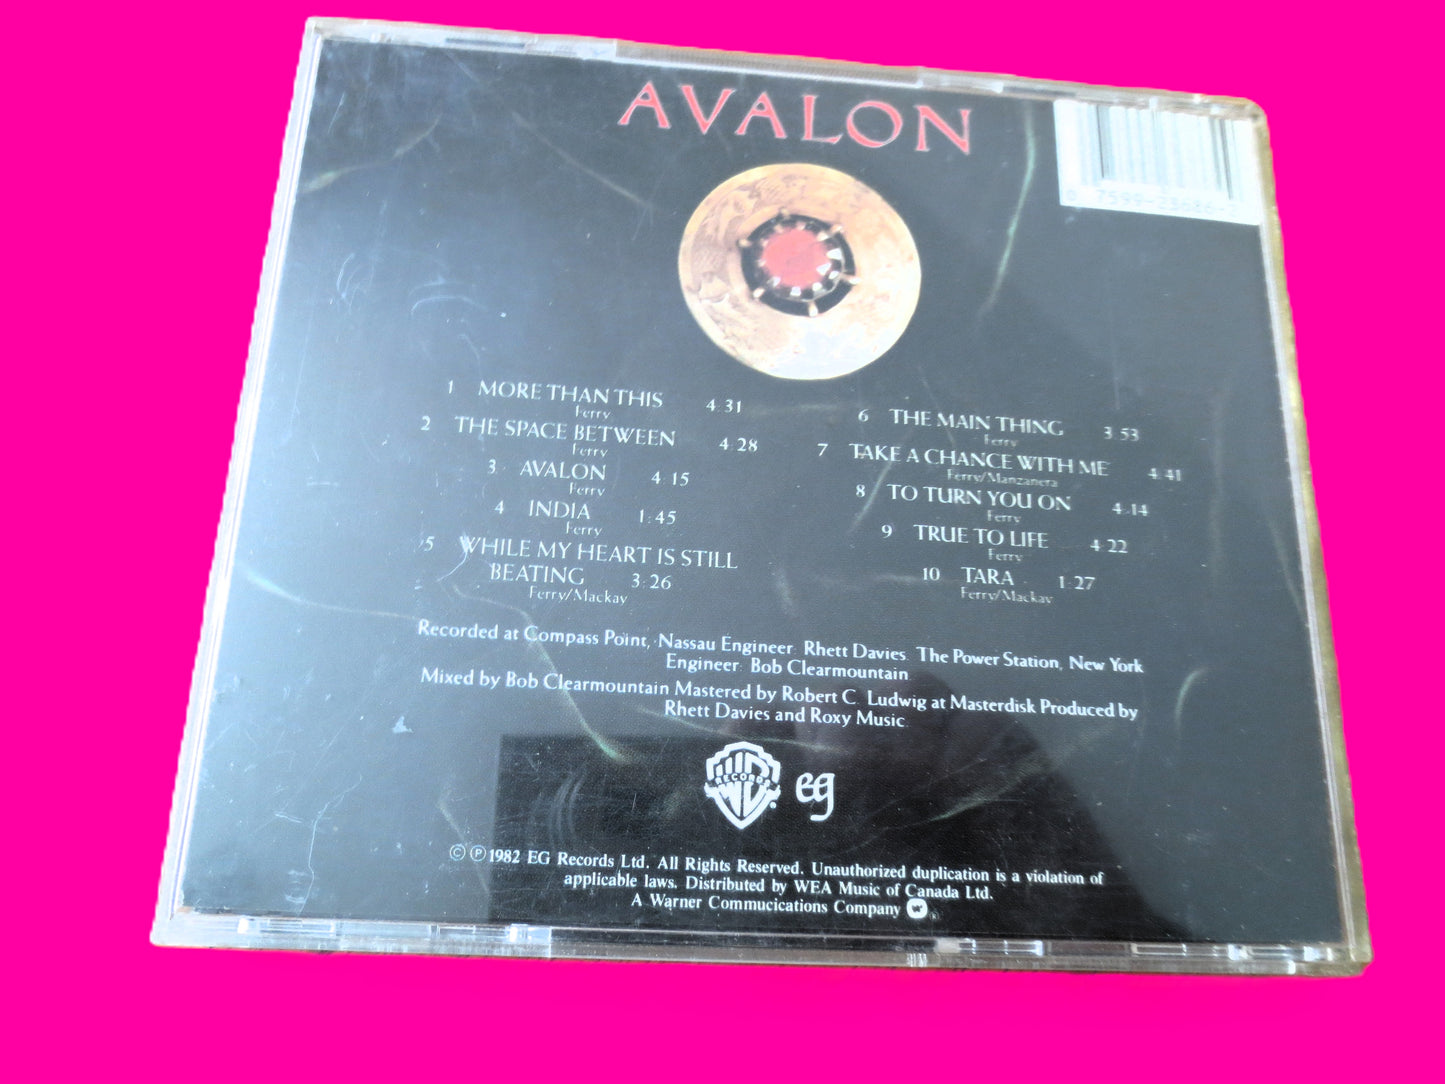 AVALON
0 7599-23686-2
1 MORE THAN THIS 4:31
Ferry
2 THE SPACE BETWEEN 4:28
Ferry
3 AVALON 4:15
Ferry
4 INDIA 1:45
Ferry
5 WHILE MY HEART IS STILL
BEATING 3:26
Ferry/Mackay
6 THE MAIN THING 3:53
Ferry
7 TAKE A CHANCE WITH ME 4:41
Ferry/Manzanera
8 TO TURN YOU ON 4:14
Ferry
9 TRUE TO LIFE 4:22
Ferry
10 TARA 1:27
Ferry/Mackay
Recorded at Compass Point, Nassau Engineer: Rhett Davies. The Power Station, New York
Engineer: Bob Clearmountain.
Mixed by Bob Clearmountain Mastered by Robert C. Ludwig at Masterdisk Produced by
Rhett Davies and Roxy Music.
RECORDS
eg
© ℗ 1982 EG Records Ltd. All Rights Reserved. Unauthorized duplication is a violation of
applicable laws. Distributed by WEA Music of Canada Ltd.
A Warner Commucications Company